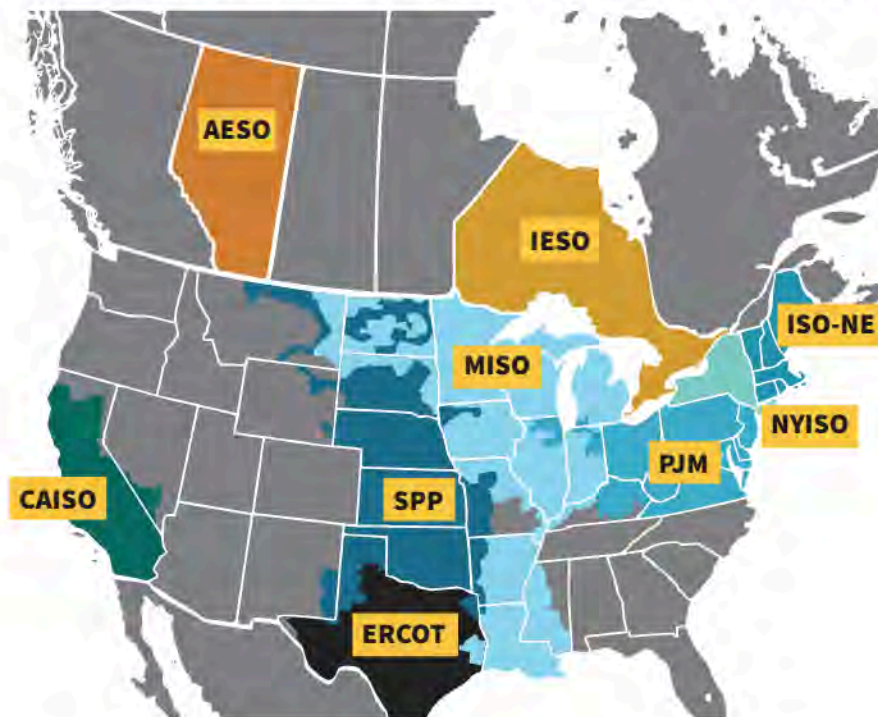 AESO
IESO
ISO-NE
MISO
NYISO
PJM
CAISO
SPP
ERCOT